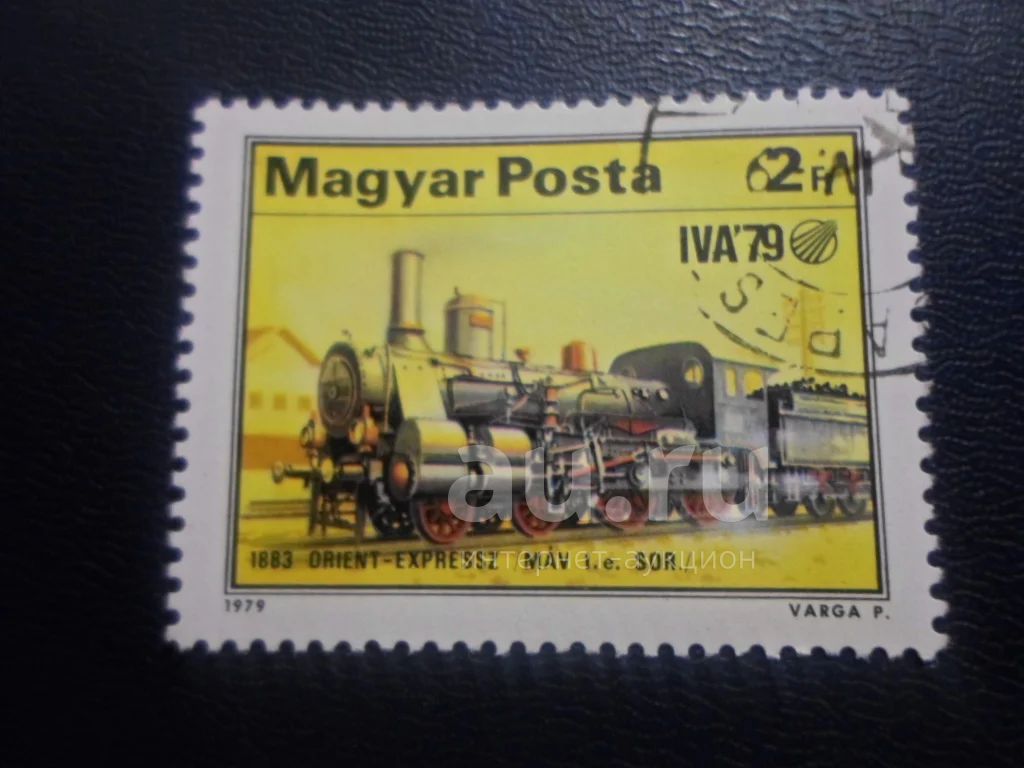 Magyar Posta 2 Ft
IVA'79
au.ru
интернет-аукцион
1883 ORIENT-EXPRESSZ MÁV I.e. SOR.
1979 VARGA P.